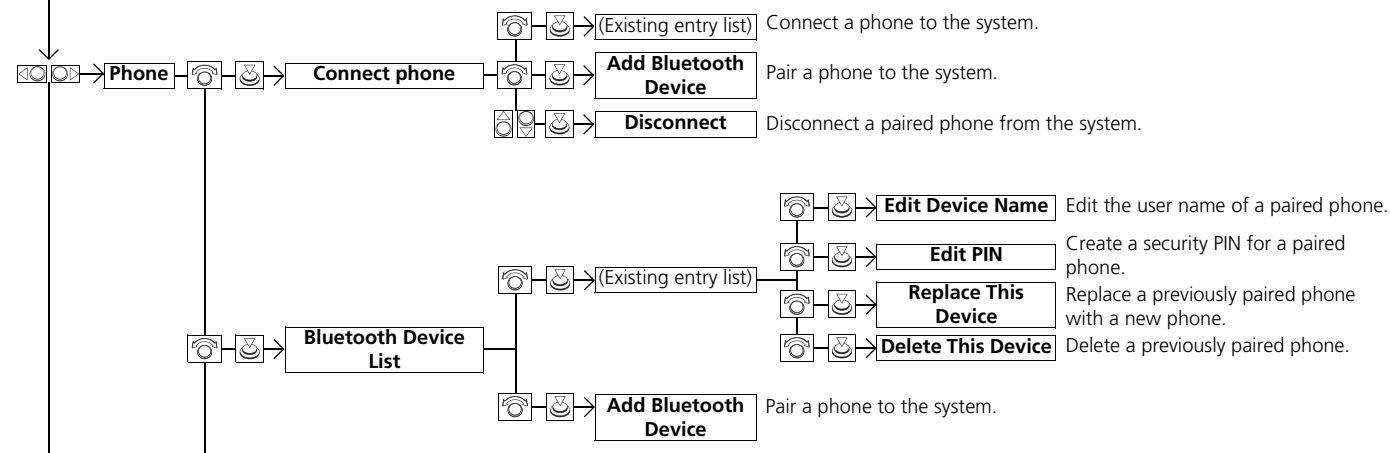 (Existing entry list) Connect a phone to the system.
Phone
Connect phone
Add Bluetooth
Device
Pair a phone to the system.
Disconnect
Disconnect a paired phone from the system.
Edit Device Name
Edit the user name of a paired phone.
Edit PIN
Create a security PIN for a paired
phone.
(Existing entry list)
Replace This
Device
Replace a previously paired phone
with a new phone.
Bluetooth Device
List
Delete This Device
Delete a previously paired phone.
Add Bluetooth
Device
Pair a phone to the system.